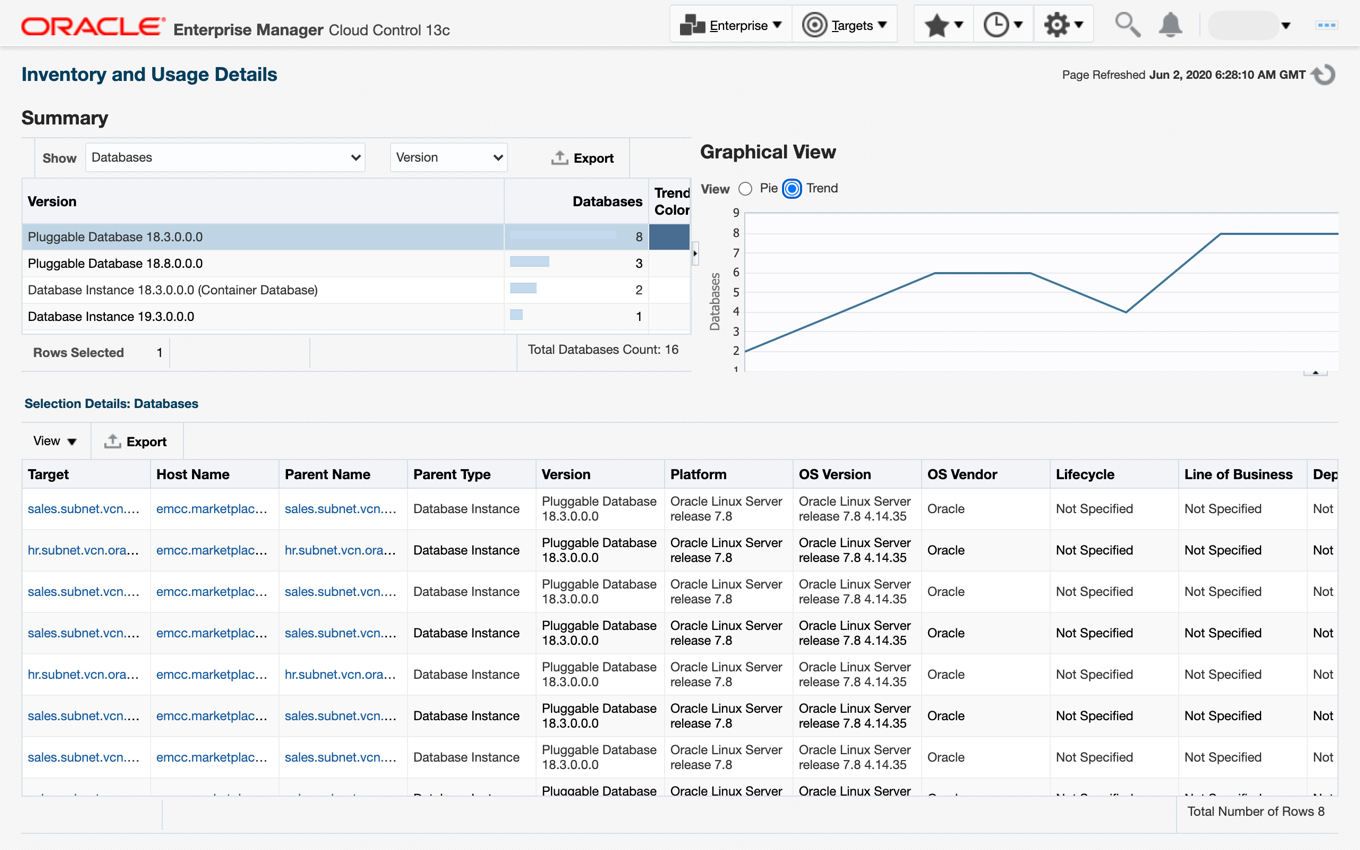 ORACLE Enterprise Manager Cloud Control 13c
Enterprise Targets
Inventory and Usage Details
Page Refreshed Jun 2, 2020 6:28:10 AM GMT
Summary
Show Databases Version Export
Version Databases Trend Color
Pluggable Database 18.3.0.0.0 8
Pluggable Database 18.8.0.0.0 3
Database Instance 18.3.0.0.0 (Container Database) 2
Database Instance 19.3.0.0.0 1
Rows Selected 1 Total Databases Count: 16
Graphical View
View Pie Trend
9
8
7
6
5
4
3
2
1
Databases
Selection Details: Databases
View Export
Target Host Name Parent Name Parent Type Version Platform OS Version OS Vendor Lifecycle Line of Business Dep
sales.subnet.vcn.... emcc.marketplac... sales.subnet.vcn.... Database Instance Pluggable Database 18.3.0.0.0 Oracle Linux Server release 7.8 Oracle Linux Server release 7.8 4.14.35 Oracle Not Specified Not Specified Not
hr.subnet.vcn.ora... emcc.marketplac... hr.subnet.vcn.ora... Database Instance Pluggable Database 18.3.0.0.0 Oracle Linux Server release 7.8 Oracle Linux Server release 7.8 4.14.35 Oracle Not Specified Not Specified Not
sales.subnet.vcn.... emcc.marketplac... sales.subnet.vcn.... Database Instance Pluggable Database 18.3.0.0.0 Oracle Linux Server release 7.8 Oracle Linux Server release 7.8 4.14.35 Oracle Not Specified Not Specified Not
sales.subnet.vcn.... emcc.marketplac... sales.subnet.vcn.... Database Instance Pluggable Database 18.3.0.0.0 Oracle Linux Server release 7.8 Oracle Linux Server release 7.8 4.14.35 Oracle Not Specified Not Specified Not
hr.subnet.vcn.ora... emcc.marketplac... hr.subnet.vcn.ora... Database Instance Pluggable Database 18.3.0.0.0 Oracle Linux Server release 7.8 Oracle Linux Server release 7.8 4.14.35 Oracle Not Specified Not Specified Not
sales.subnet.vcn.... emcc.marketplac... sales.subnet.vcn.... Database Instance Pluggable Database 18.3.0.0.0 Oracle Linux Server release 7.8 Oracle Linux Server release 7.8 4.14.35 Oracle Not Specified Not Specified Not
sales.subnet.vcn.... emcc.marketplac... sales.subnet.vcn.... Database Instance Pluggable Database 18.3.0.0.0 Oracle Linux Server release 7.8 Oracle Linux Server release 7.8 4.14.35 Oracle Not Specified Not Specified Not
Pluggable Database Oracle Linux Server Oracle Linux Server
Total Number of Rows 8